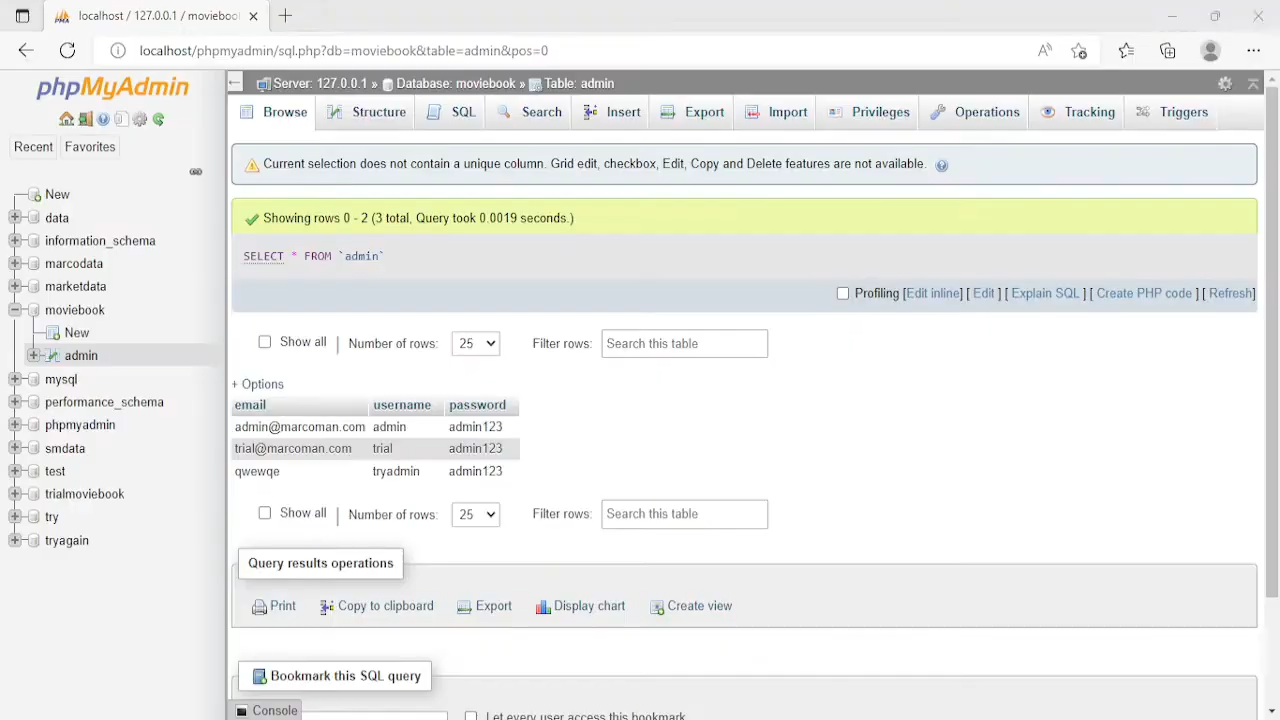 localhost / 127.0.0.1 / movieboo
localhost/phpmyadmin/sql.php?db=moviebook&table=admin&pos=0
phpMyAdmin
Recent Favorites
New
data
information_schema
marcodata
marketdata
moviebook
New
admin
mysql
performance_schema
phpmyadmin
smdata
test
trialmoviebook
try
tryagain
Server: 127.0.0.1 » Database: moviebook » Table: admin
Browse Structure SQL Search Insert Export Import Privileges Operations Tracking Triggers
Current selection does not contain a unique column. Grid edit, checkbox, Edit, Copy and Delete features are not available.
Showing rows 0 - 2 (3 total, Query took 0.0019 seconds.)
SELECT * FROM `admin`
Profiling [Edit inline] [ Edit ] [ Explain SQL ] [ Create PHP code ] [ Refresh]
Show all | Number of rows: 25 Filter rows: Search this table
+ Options
email username password
admin@marcoman.com admin admin123
trial@marcoman.com trial admin123
qwewqe tryadmin admin123
Show all | Number of rows: 25 Filter rows: Search this table
Query results operations
Print Copy to clipboard Export Display chart Create view
Bookmark this SQL query
Console
Let every user access this bookmark